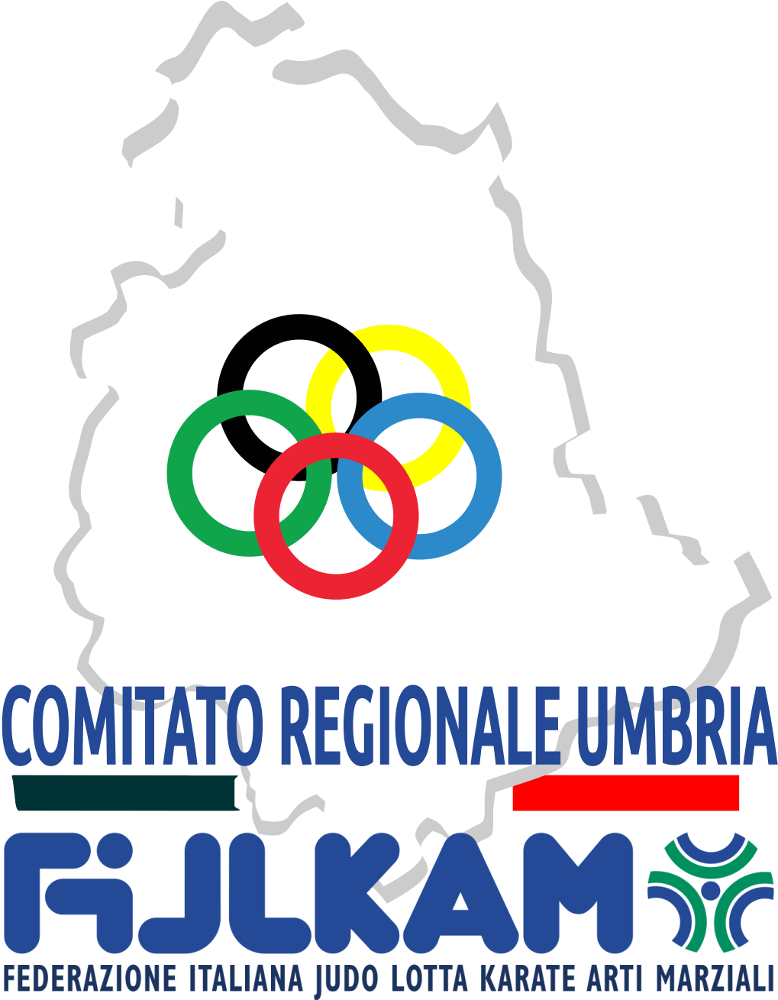 COMITATO REGIONALE UMBRIA
FIJLKAM
FEDERAZIONE ITALIANA JUDO LOTTA KARATE ARTI MARZIALI